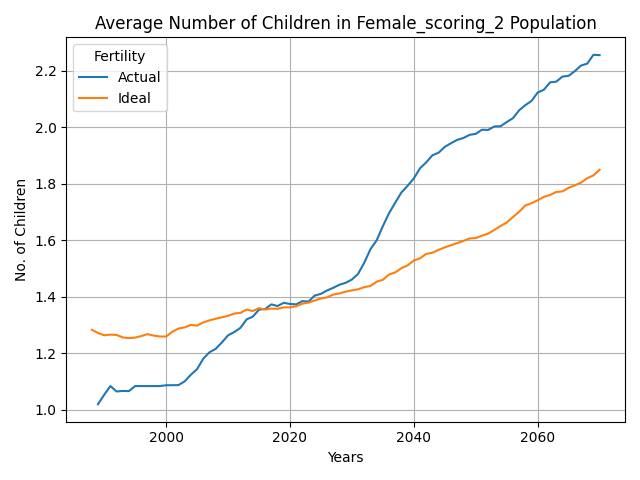 Average Number of Children in Female_scoring_2 Population
Fertility
Actual
Ideal
No. of Children
2.2
2.0
1.8
1.6
1.4
1.2
1.0
2000
2020
2040
2060
Years